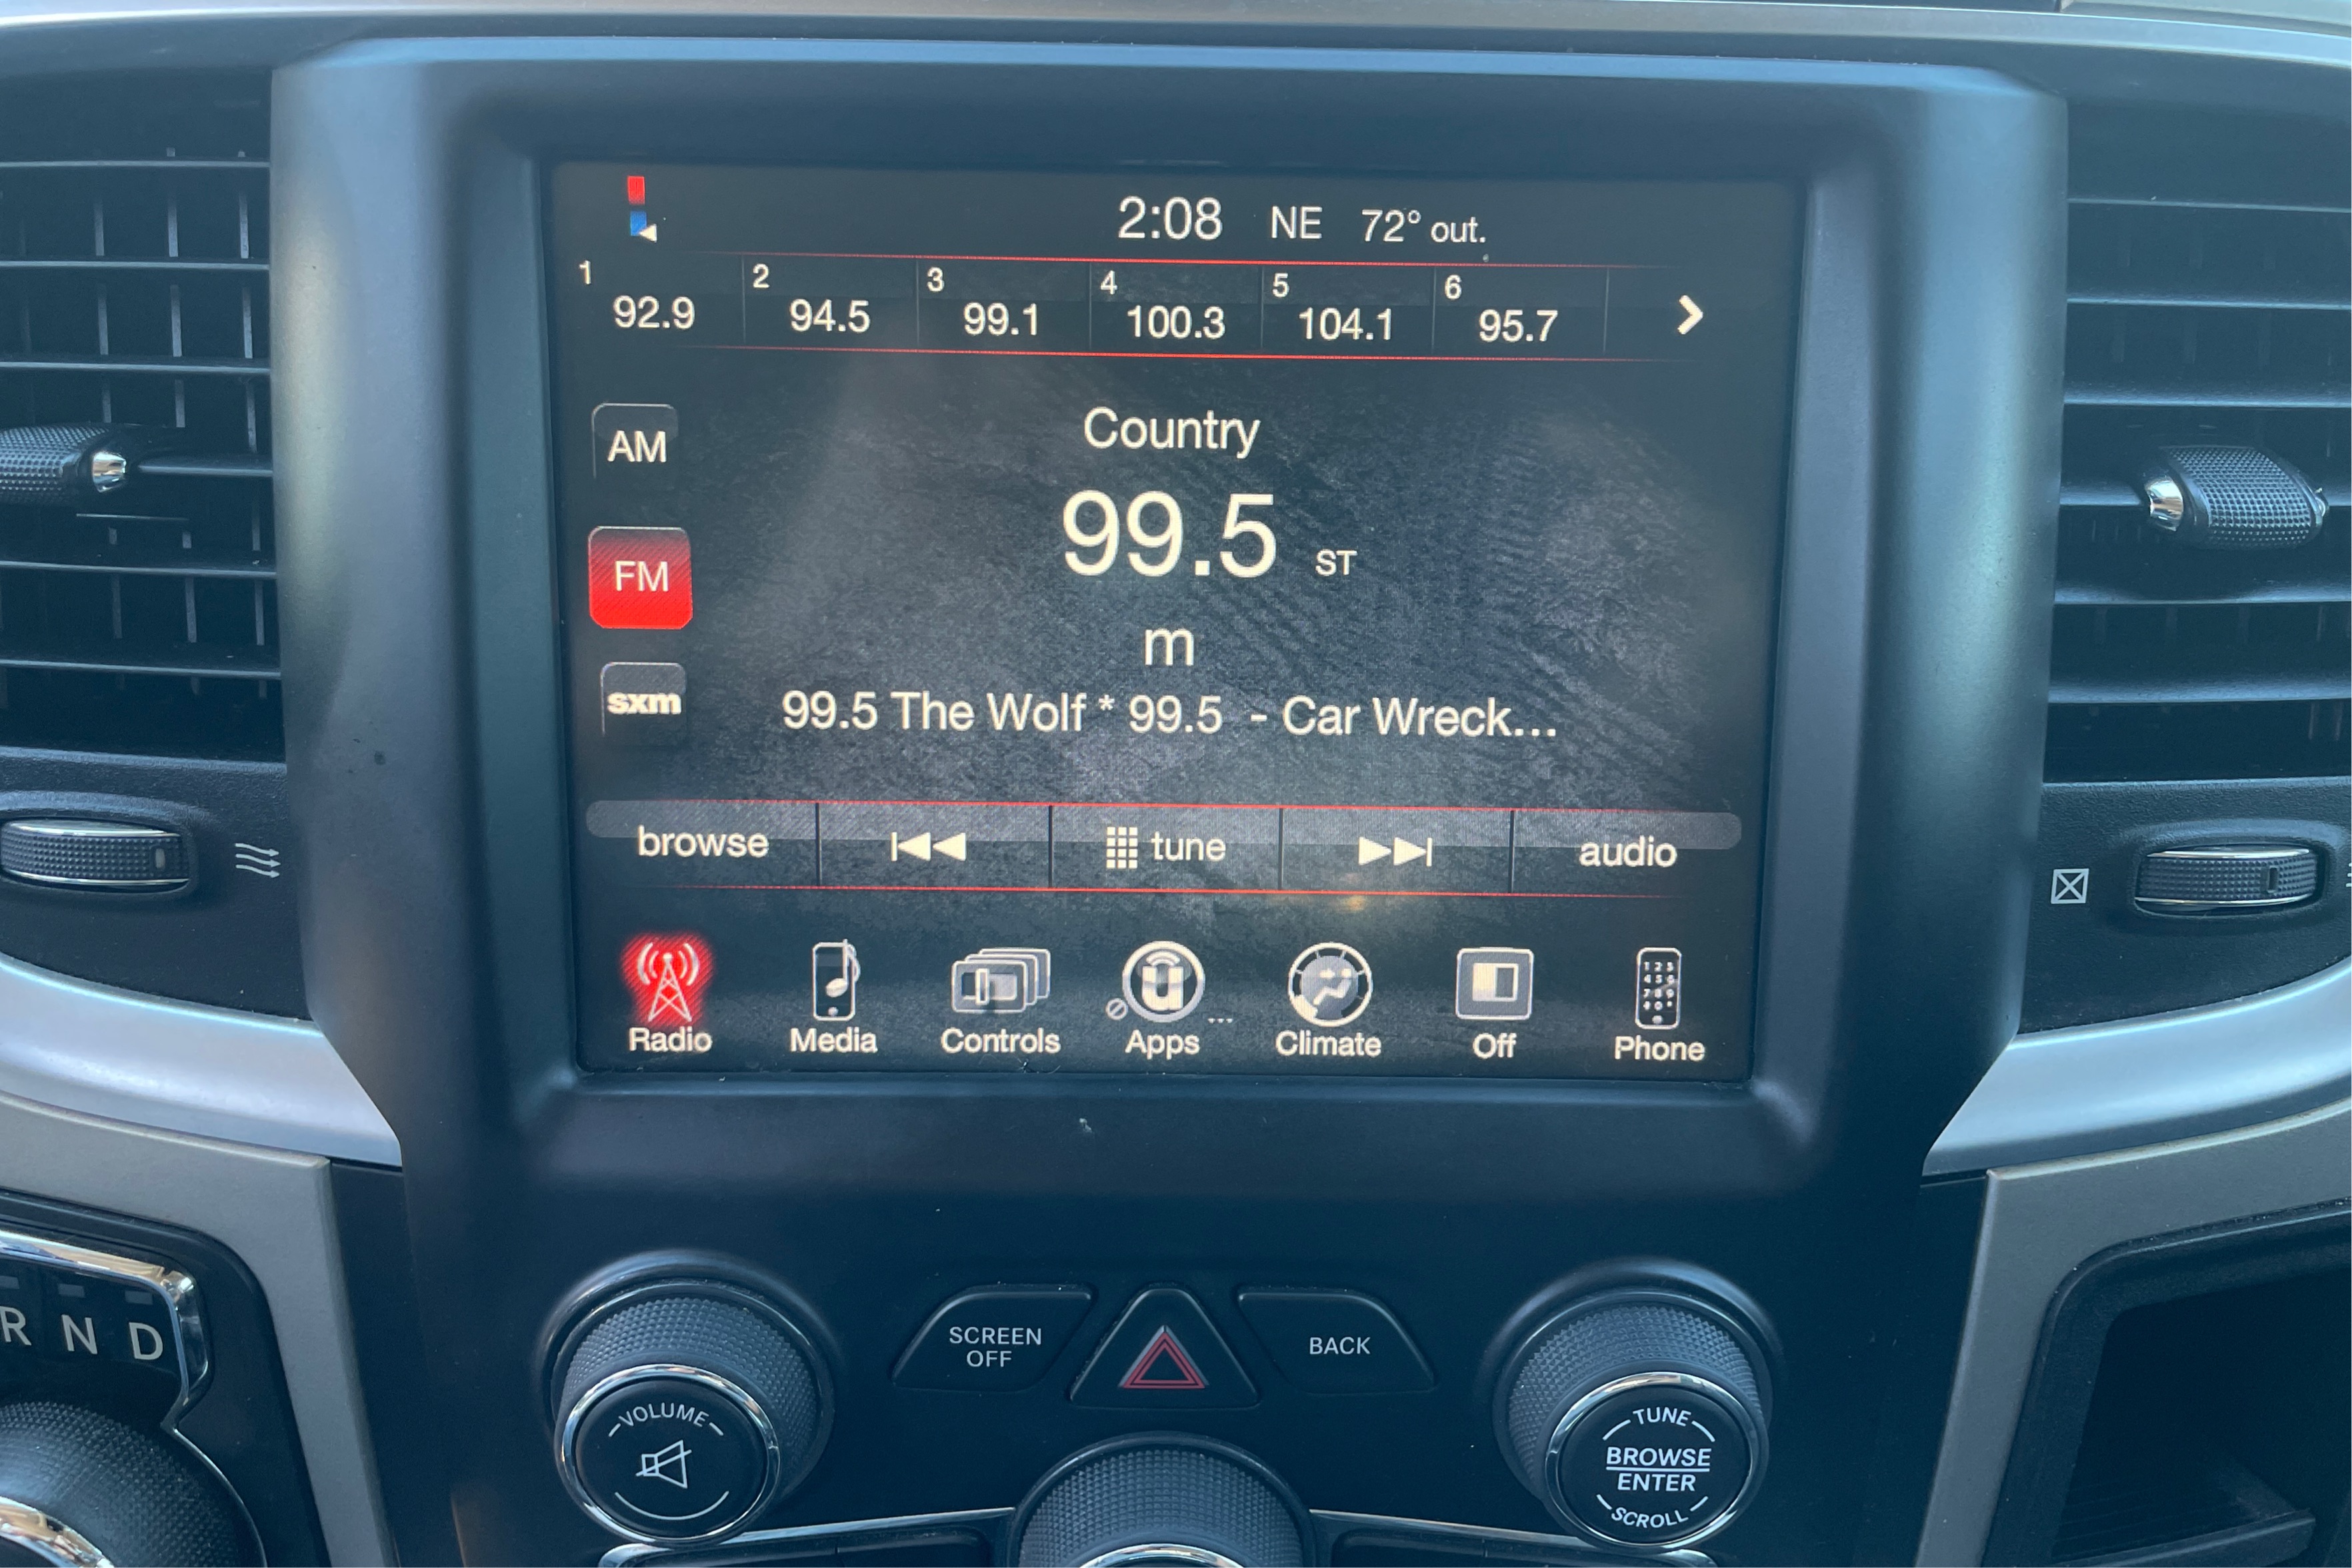 2:08 NE 72° out.
1 2 3 4 5 6
92.9 94.5 99.1 100.3 104.1 95.7
AM
Country
99.5 ST
FM
m
sxm
99.5 The Wolf * 99.5 - Car Wreck...
browse tune audio
Radio Media Controls Apps ... Climate Off Phone
R N D
SCREEN
OFF
BACK
VOLUME
TUNE
BROWSE
ENTER
SCROLL